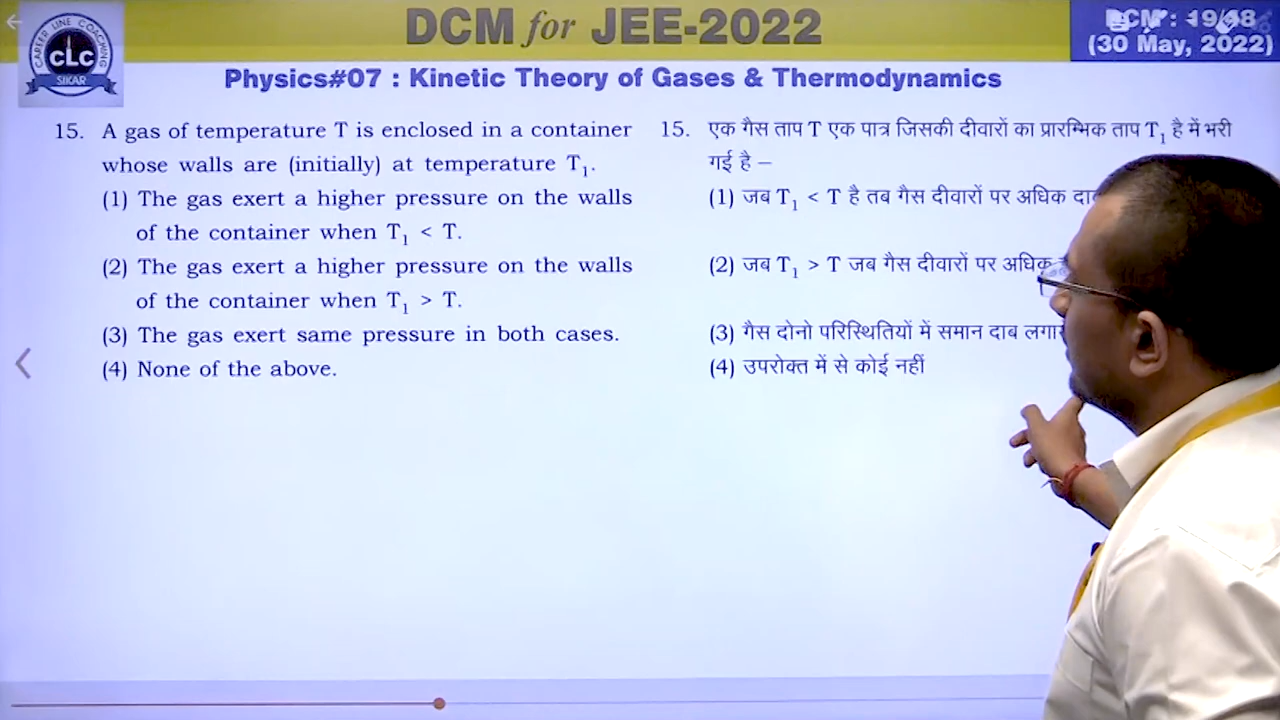 DCM for JEE-2022
(30 May, 2022)
CAREER LINE COACHING
CLC
SIKAR
Physics#07 : Kinetic Theory of Gases & Thermodynamics
15. A gas of temperature T is enclosed in a container
whose walls are (initially) at temperature T₁.
(1) The gas exert a higher pressure on the walls
of the container when T₁ < T.
(2) The gas exert a higher pressure on the walls
of the container when T₁ > T.
(3) The gas exert same pressure in both cases.
(4) None of the above.
15. एक गैस ताप T एक पात्र जिसकी दीवारों का प्रारम्भिक ताप T₁ है में भरी
गई है –
(1) जब T₁ < T है तब गैस दीवारों पर अधिक
(2) जब T₁ > T जब गैस दीवारों पर अधिक
(3) गैस दोनो परिस्थितियों में समान दाब
(4) उपरोक्त में से कोई नहीं